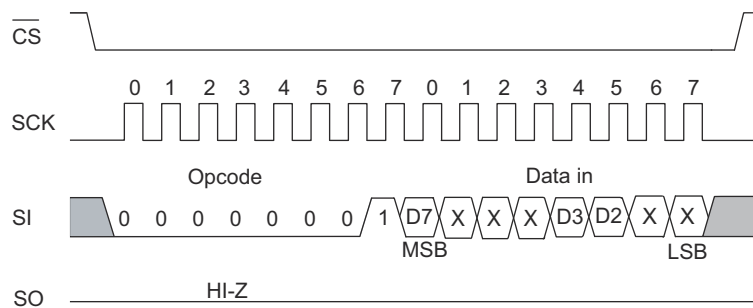 CS
0 1 2 3 4 5 6 7 0 1 2 3 4 5 6 7
SCK
Opcode Data in
SI 0 0 0 0 0 0 0 1 D7 X X X D3 D2 X X
MSB LSB
HI-Z
SO